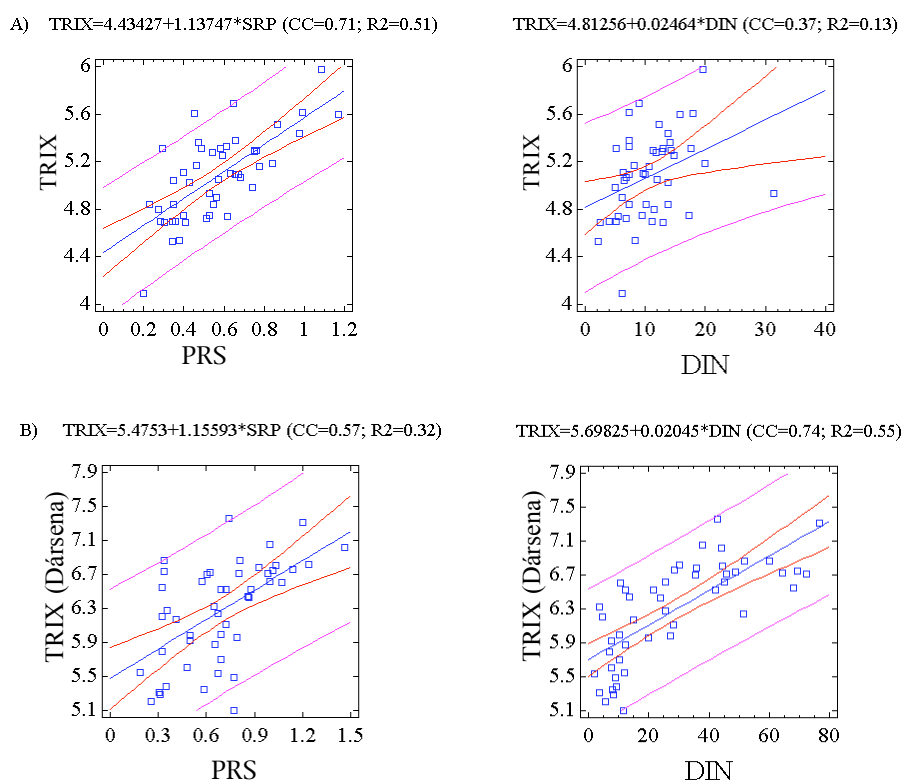 A) TRIX=4.43427+1.13747*SRP (CC=0.71; R2=0.51)
TRIX=4.81256+0.02464*DIN (CC=0.37; R2=0.13)
6
5.6
5.2
4.8
4.4
4
TRIX
0 0.2 0.4 0.6 0.8 1 1.2
PRS
6
5.6
5.2
4.8
4.4
4
TRIX
0 10 20 30 40
DIN
B) TRIX=5.4753+1.15593*SRP (CC=0.57; R2=0.32)
TRIX=5.69825+0.02045*DIN (CC=0.74; R2=0.55)
7.9
7.5
7.1
6.7
6.3
5.9
5.5
5.1
TRIX (Dársena)
0 0.3 0.6 0.9 1.2 1.5
PRS
7.9
7.5
7.1
6.7
6.3
5.9
5.5
5.1
TRIX (Dársena)
0 20 40 60 80
DIN